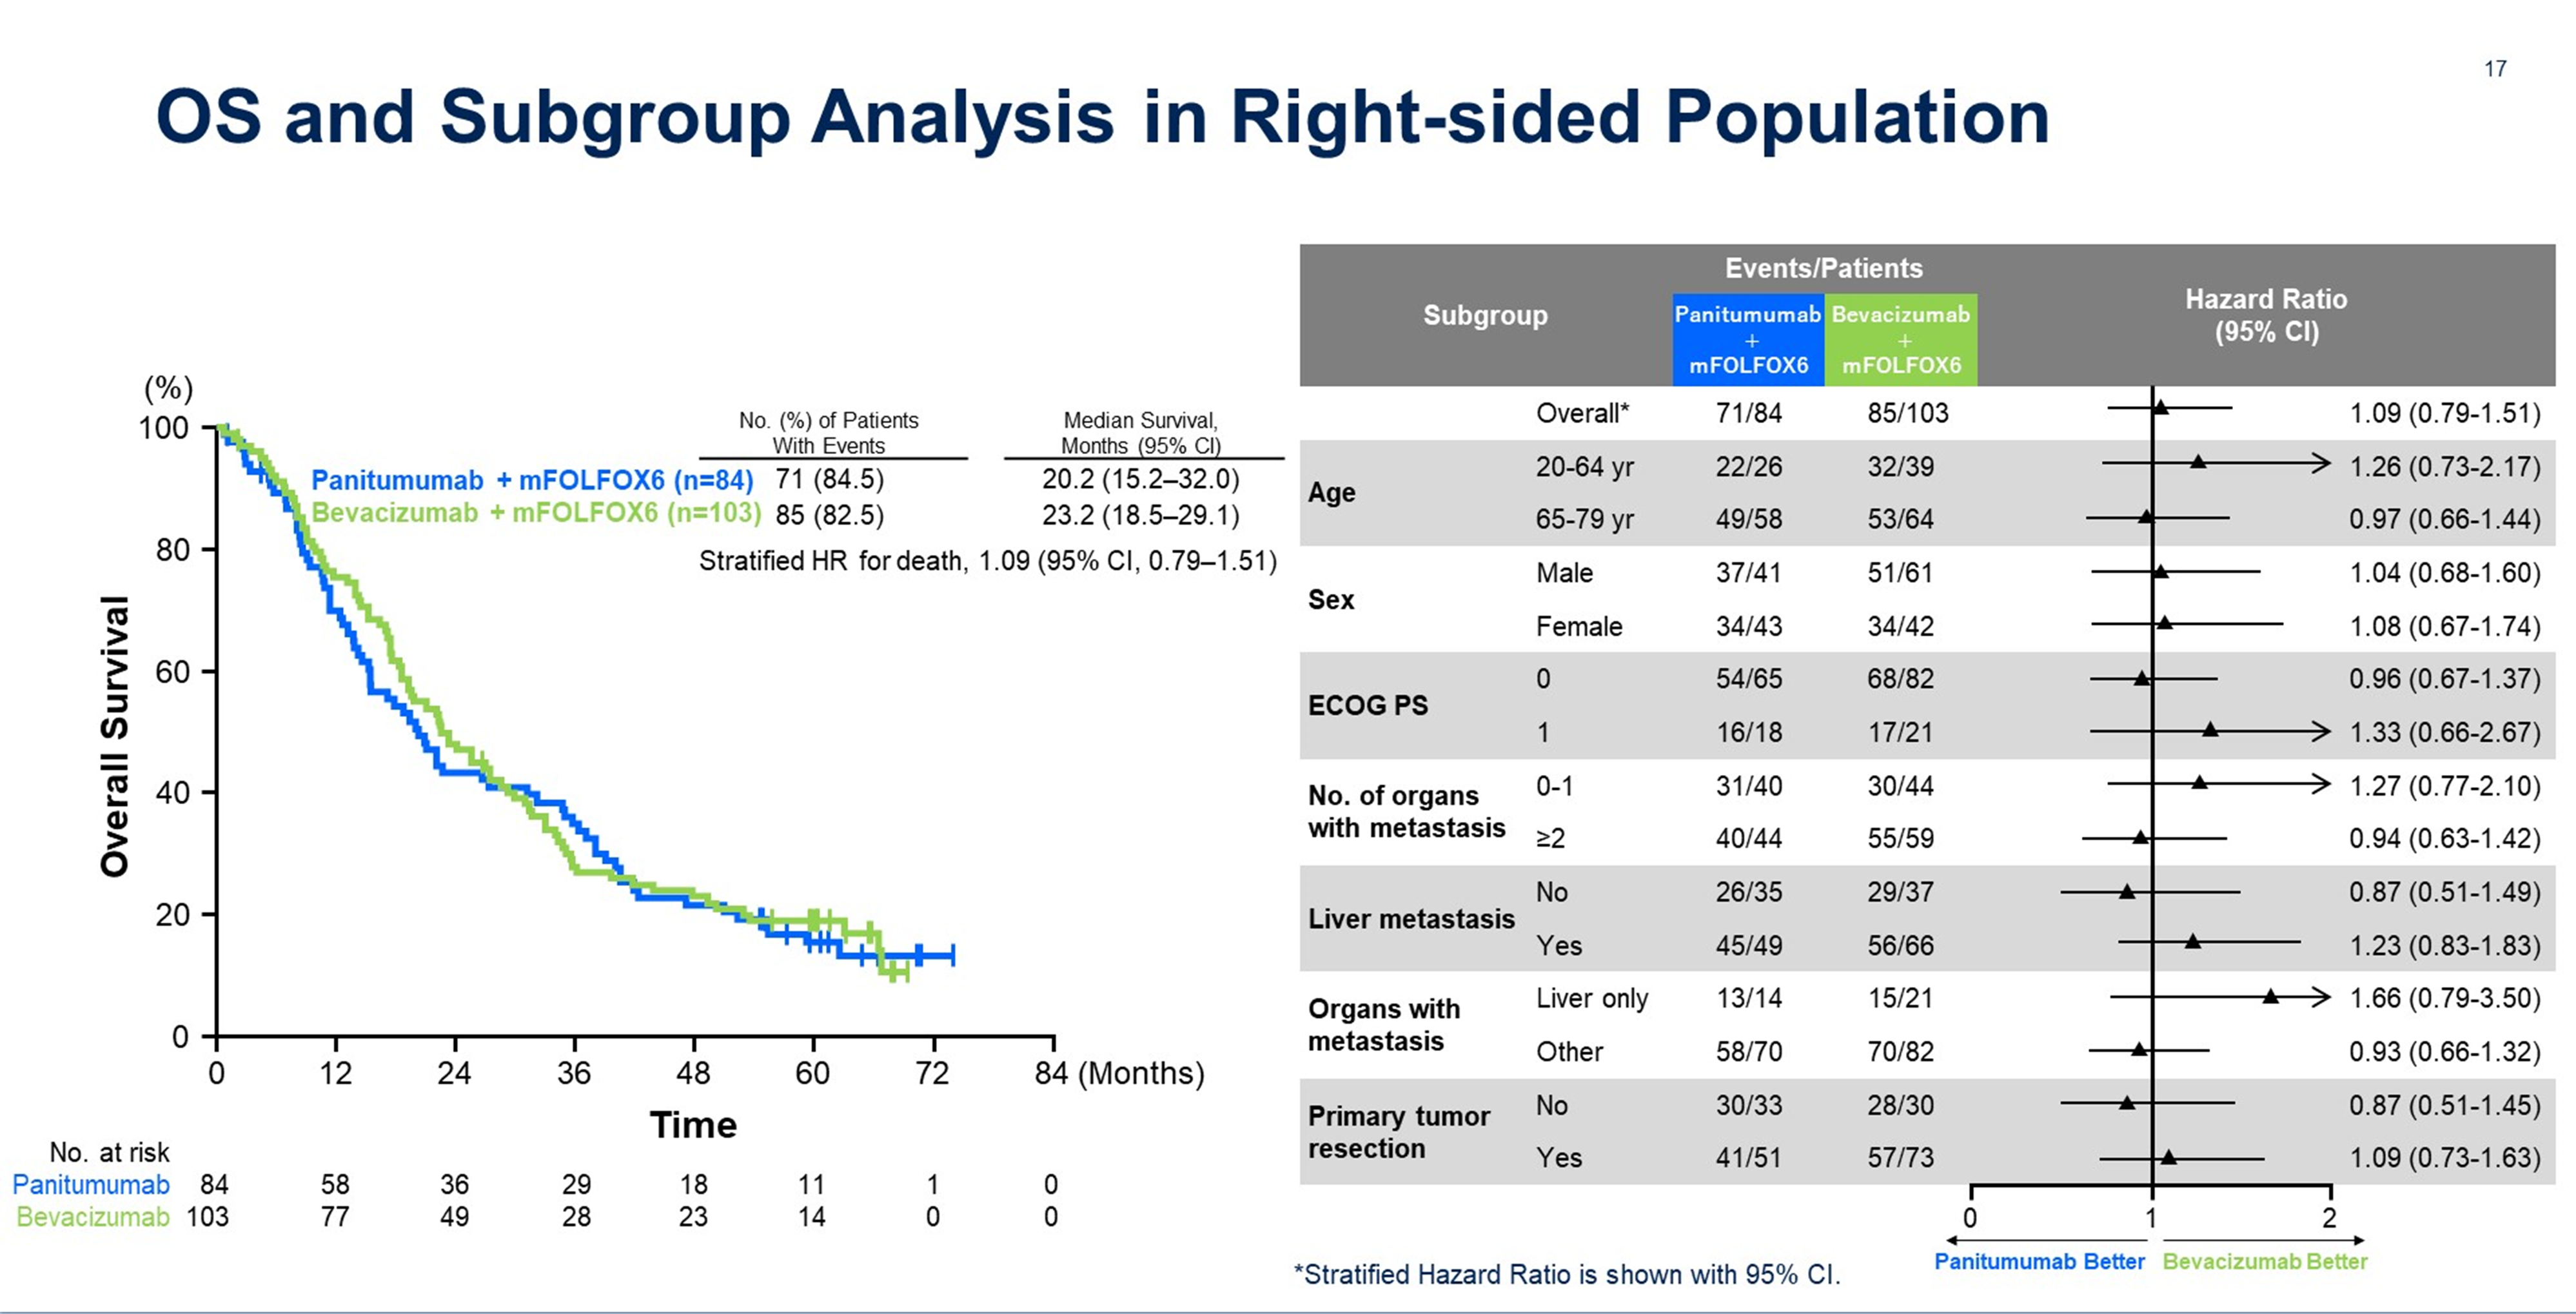 17
OS and Subgroup Analysis in Right-sided Population
(%)
100
80
60
40
20
0
Overall Survival
0 12 24 36 48 60 72 84 (Months)
Time
No. (%) of Patients
With Events
Median Survival,
Months (95% CI)
Panitumumab + mFOLFOX6 (n=84) 71 (84.5) 20.2 (15.2–32.0)
Bevacizumab + mFOLFOX6 (n=103) 85 (82.5) 23.2 (18.5–29.1)
Stratified HR for death, 1.09 (95% CI, 0.79–1.51)
No. at risk
Panitumumab 84 58 36 29 18 11 1 0
Bevacizumab 103 77 49 28 23 14 0 0
Subgroup
Events/Patients
Panitumumab
+
mFOLFOX6
Bevacizumab
+
mFOLFOX6
Hazard Ratio
(95% CI)
Overall* 71/84 85/103 1.09 (0.79-1.51)
Age
20-64 yr 22/26 32/39 1.26 (0.73-2.17)
65-79 yr 49/58 53/64 0.97 (0.66-1.44)
Sex
Male 37/41 51/61 1.04 (0.68-1.60)
Female 34/43 34/42 1.08 (0.67-1.74)
ECOG PS
0 54/65 68/82 0.96 (0.67-1.37)
1 16/18 17/21 1.33 (0.66-2.67)
No. of organs
with metastasis
0-1 31/40 30/44 1.27 (0.77-2.10)
≥2 40/44 55/59 0.94 (0.63-1.42)
Liver metastasis
No 26/35 29/37 0.87 (0.51-1.49)
Yes 45/49 56/66 1.23 (0.83-1.83)
Organs with
metastasis
Liver only 13/14 15/21 1.66 (0.79-3.50)
Other 58/70 70/82 0.93 (0.66-1.32)
Primary tumor
resection
No 30/33 28/30 0.87 (0.51-1.45)
Yes 41/51 57/73 1.09 (0.73-1.63)
0 1 2
Panitumumab Better Bevacizumab Better
*Stratified Hazard Ratio is shown with 95% CI.